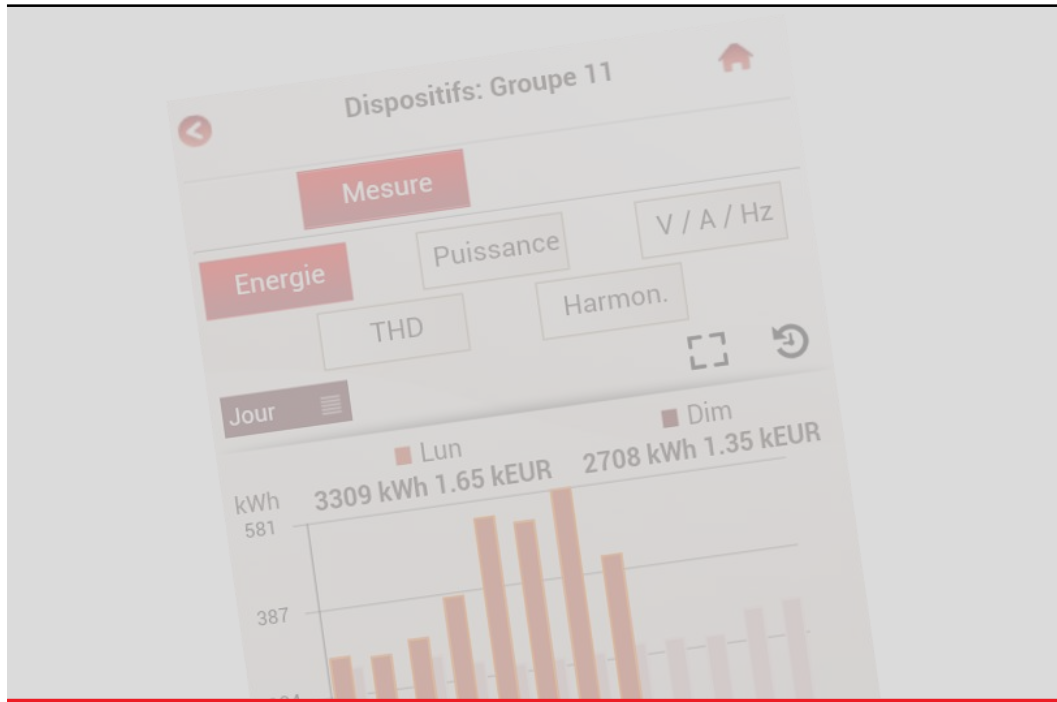 Dispositifs: Groupe 11
Mesure
Energie Puissance V / A / Hz
THD Harmon.
Jour
Lun Dim
kWh 3309 kWh 1.65 kEUR 2708 kWh 1.35 kEUR
581
387